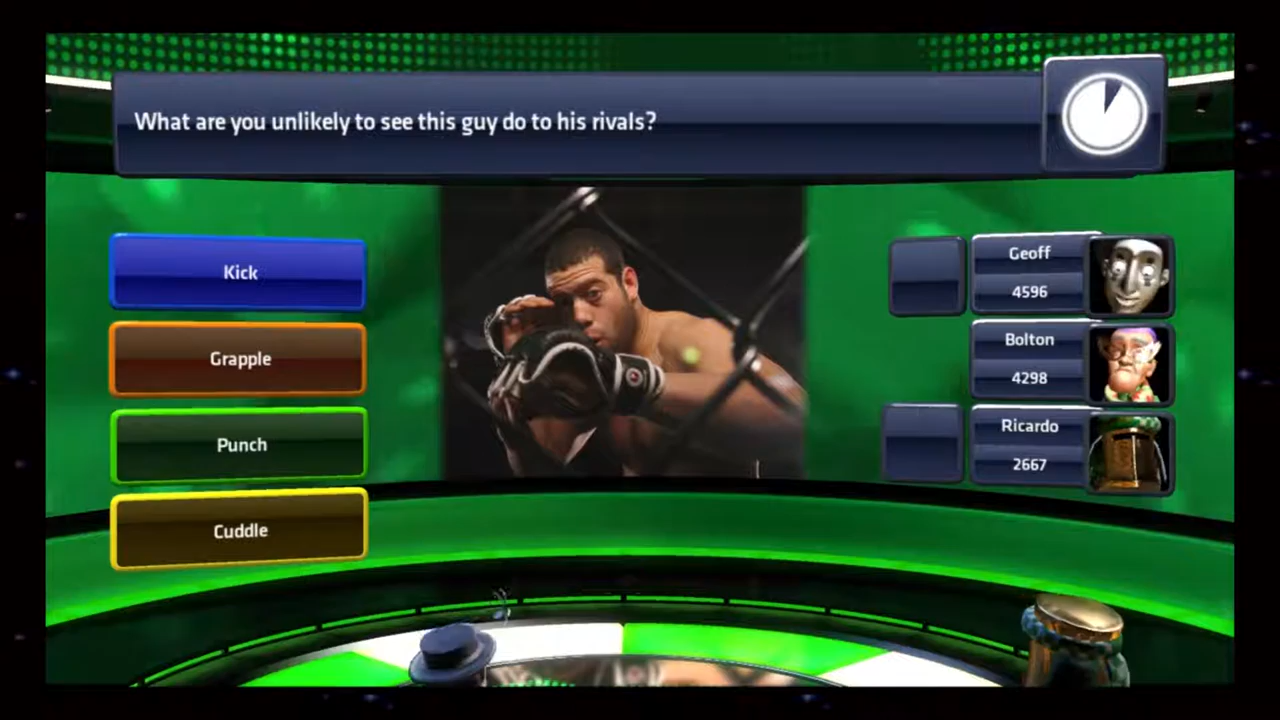 What are you unlikely to see this guy do to his rivals?
Kick
Grapple
Punch
Cuddle
Geoff
4596
Bolton
4298
Ricardo
2667